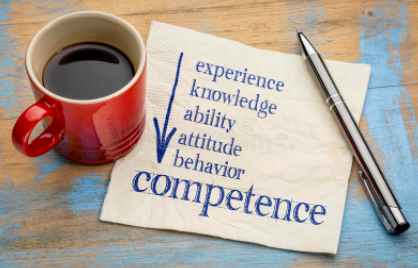 experience
knowledge
ability
attitude
behavior
competence